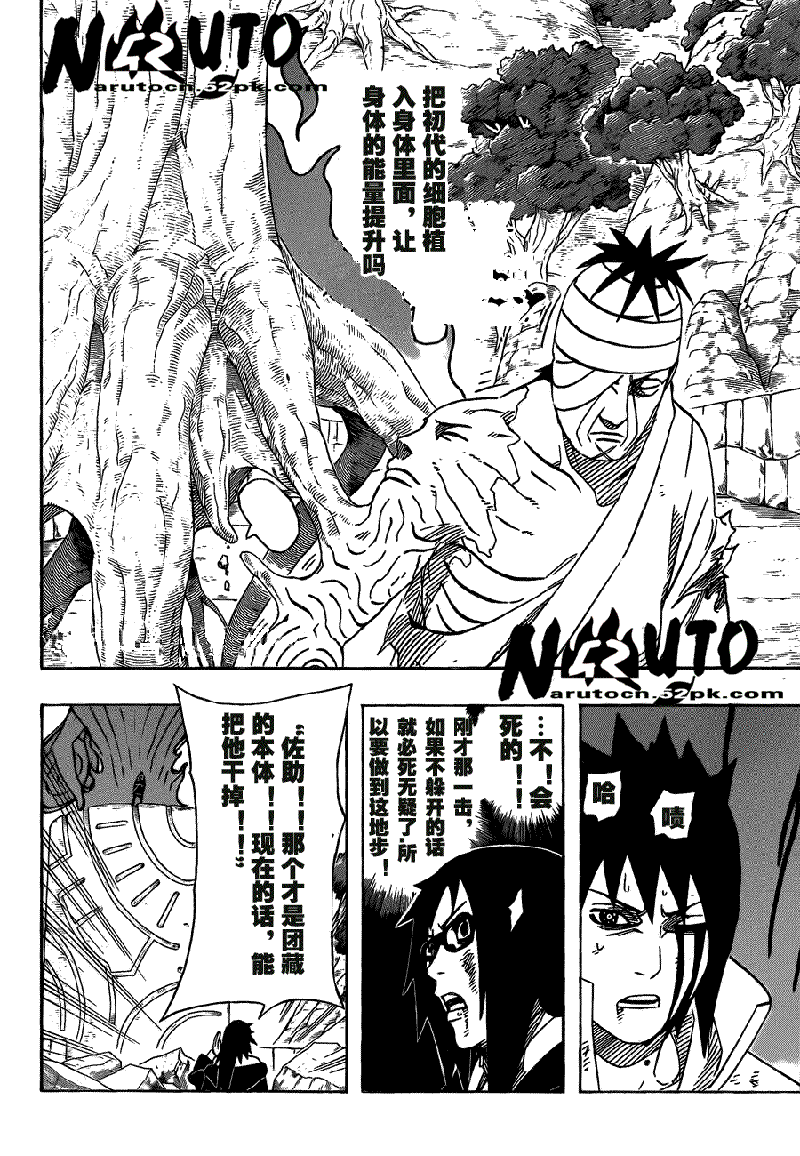 NARUTO
Narutocn.52pk.com
把初代的细胞植
入身体里面，让
身体的能量提升吗
NARUTO
Narutocn.52pk.com
哈
啧
…不！会
死的！！
刚才那一击，
如果不躲开的话
就必死无疑了.所
以要做到这地步！
“佐助！！！那个才是团藏
的本体！！！现在的话，能
把他干掉！！！”